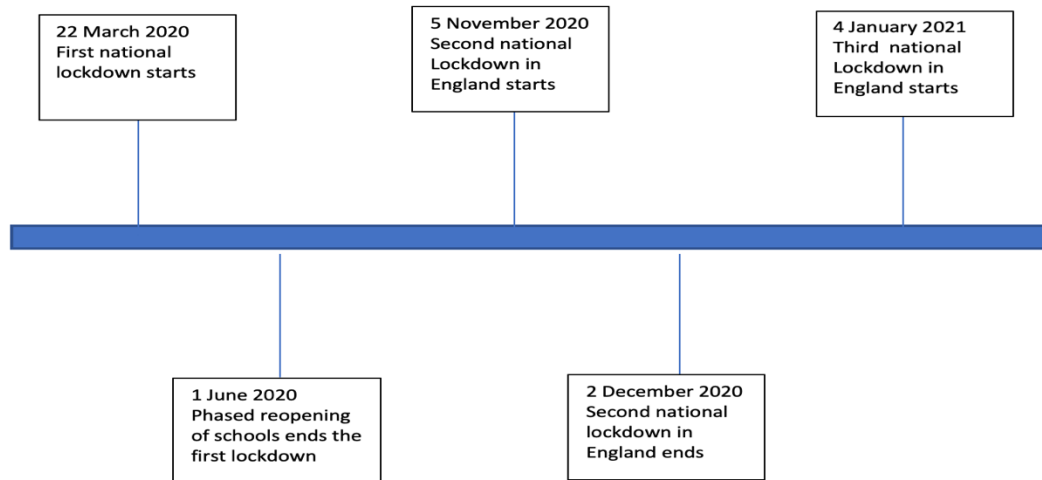 22 March 2020
First national
lockdown starts
5 November 2020
Second national
Lockdown in
England starts
4 January 2021
Third national
Lockdown in
England starts
1 June 2020
Phased reopening
of schools ends the
first lockdown
2 December 2020
Second national
lockdown in
England ends